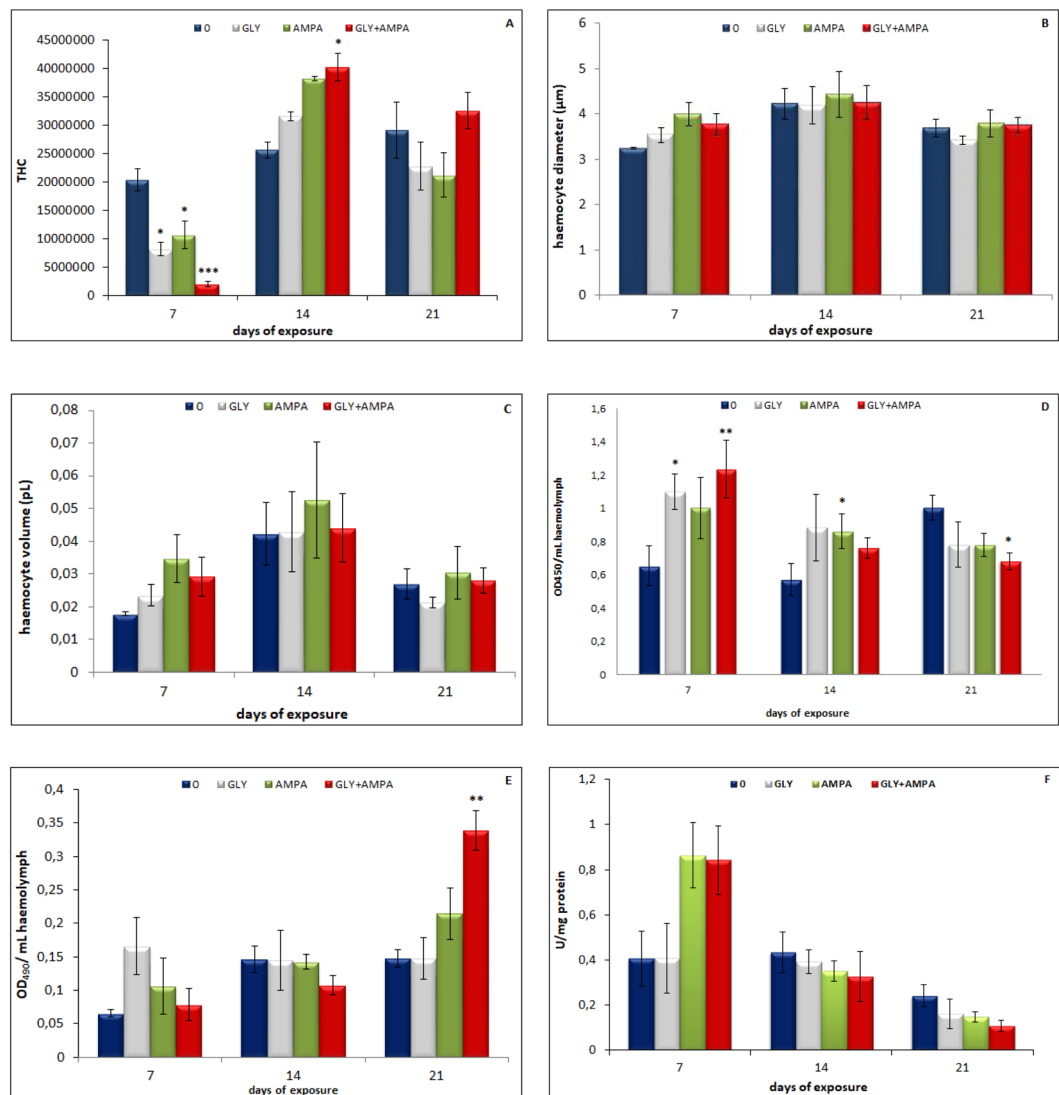 A
0 GLY AMPA GLY+AMPA
45000000
40000000
35000000
30000000
25000000
20000000
15000000
10000000
5000000
0
THC
*
*
***
*
7 14 21
days of exposure
B
0 GLY AMPA GLY+AMPA
6
5
4
3
2
1
0
haemocyte diameter (µm)
7 14 21
days of exposure
C
0 GLY AMPA GLY+AMPA
0,08
0,07
0,06
0,05
0,04
0,03
0,02
0,01
0
haemocyte volume (pL)
7 14 21
days of exposure
D
0 GLY AMPA GLY+AMPA
1,6
1,4
1,2
1
0,8
0,6
0,4
0,2
0
OD450/mL haemolymph
*
**
*
*
7 14 21
days of exposure
E
0 GLY AMPA GLY+AMPA
0,4
0,35
0,3
0,25
0,2
0,15
0,1
0,05
0
OD490/ mL haemolymph
**
7 14 21
days of exposure
F
0 GLY AMPA GLY+AMPA
1,2
1
0,8
0,6
0,4
0,2
0
U/mg protein
7 14 21
days of exposure